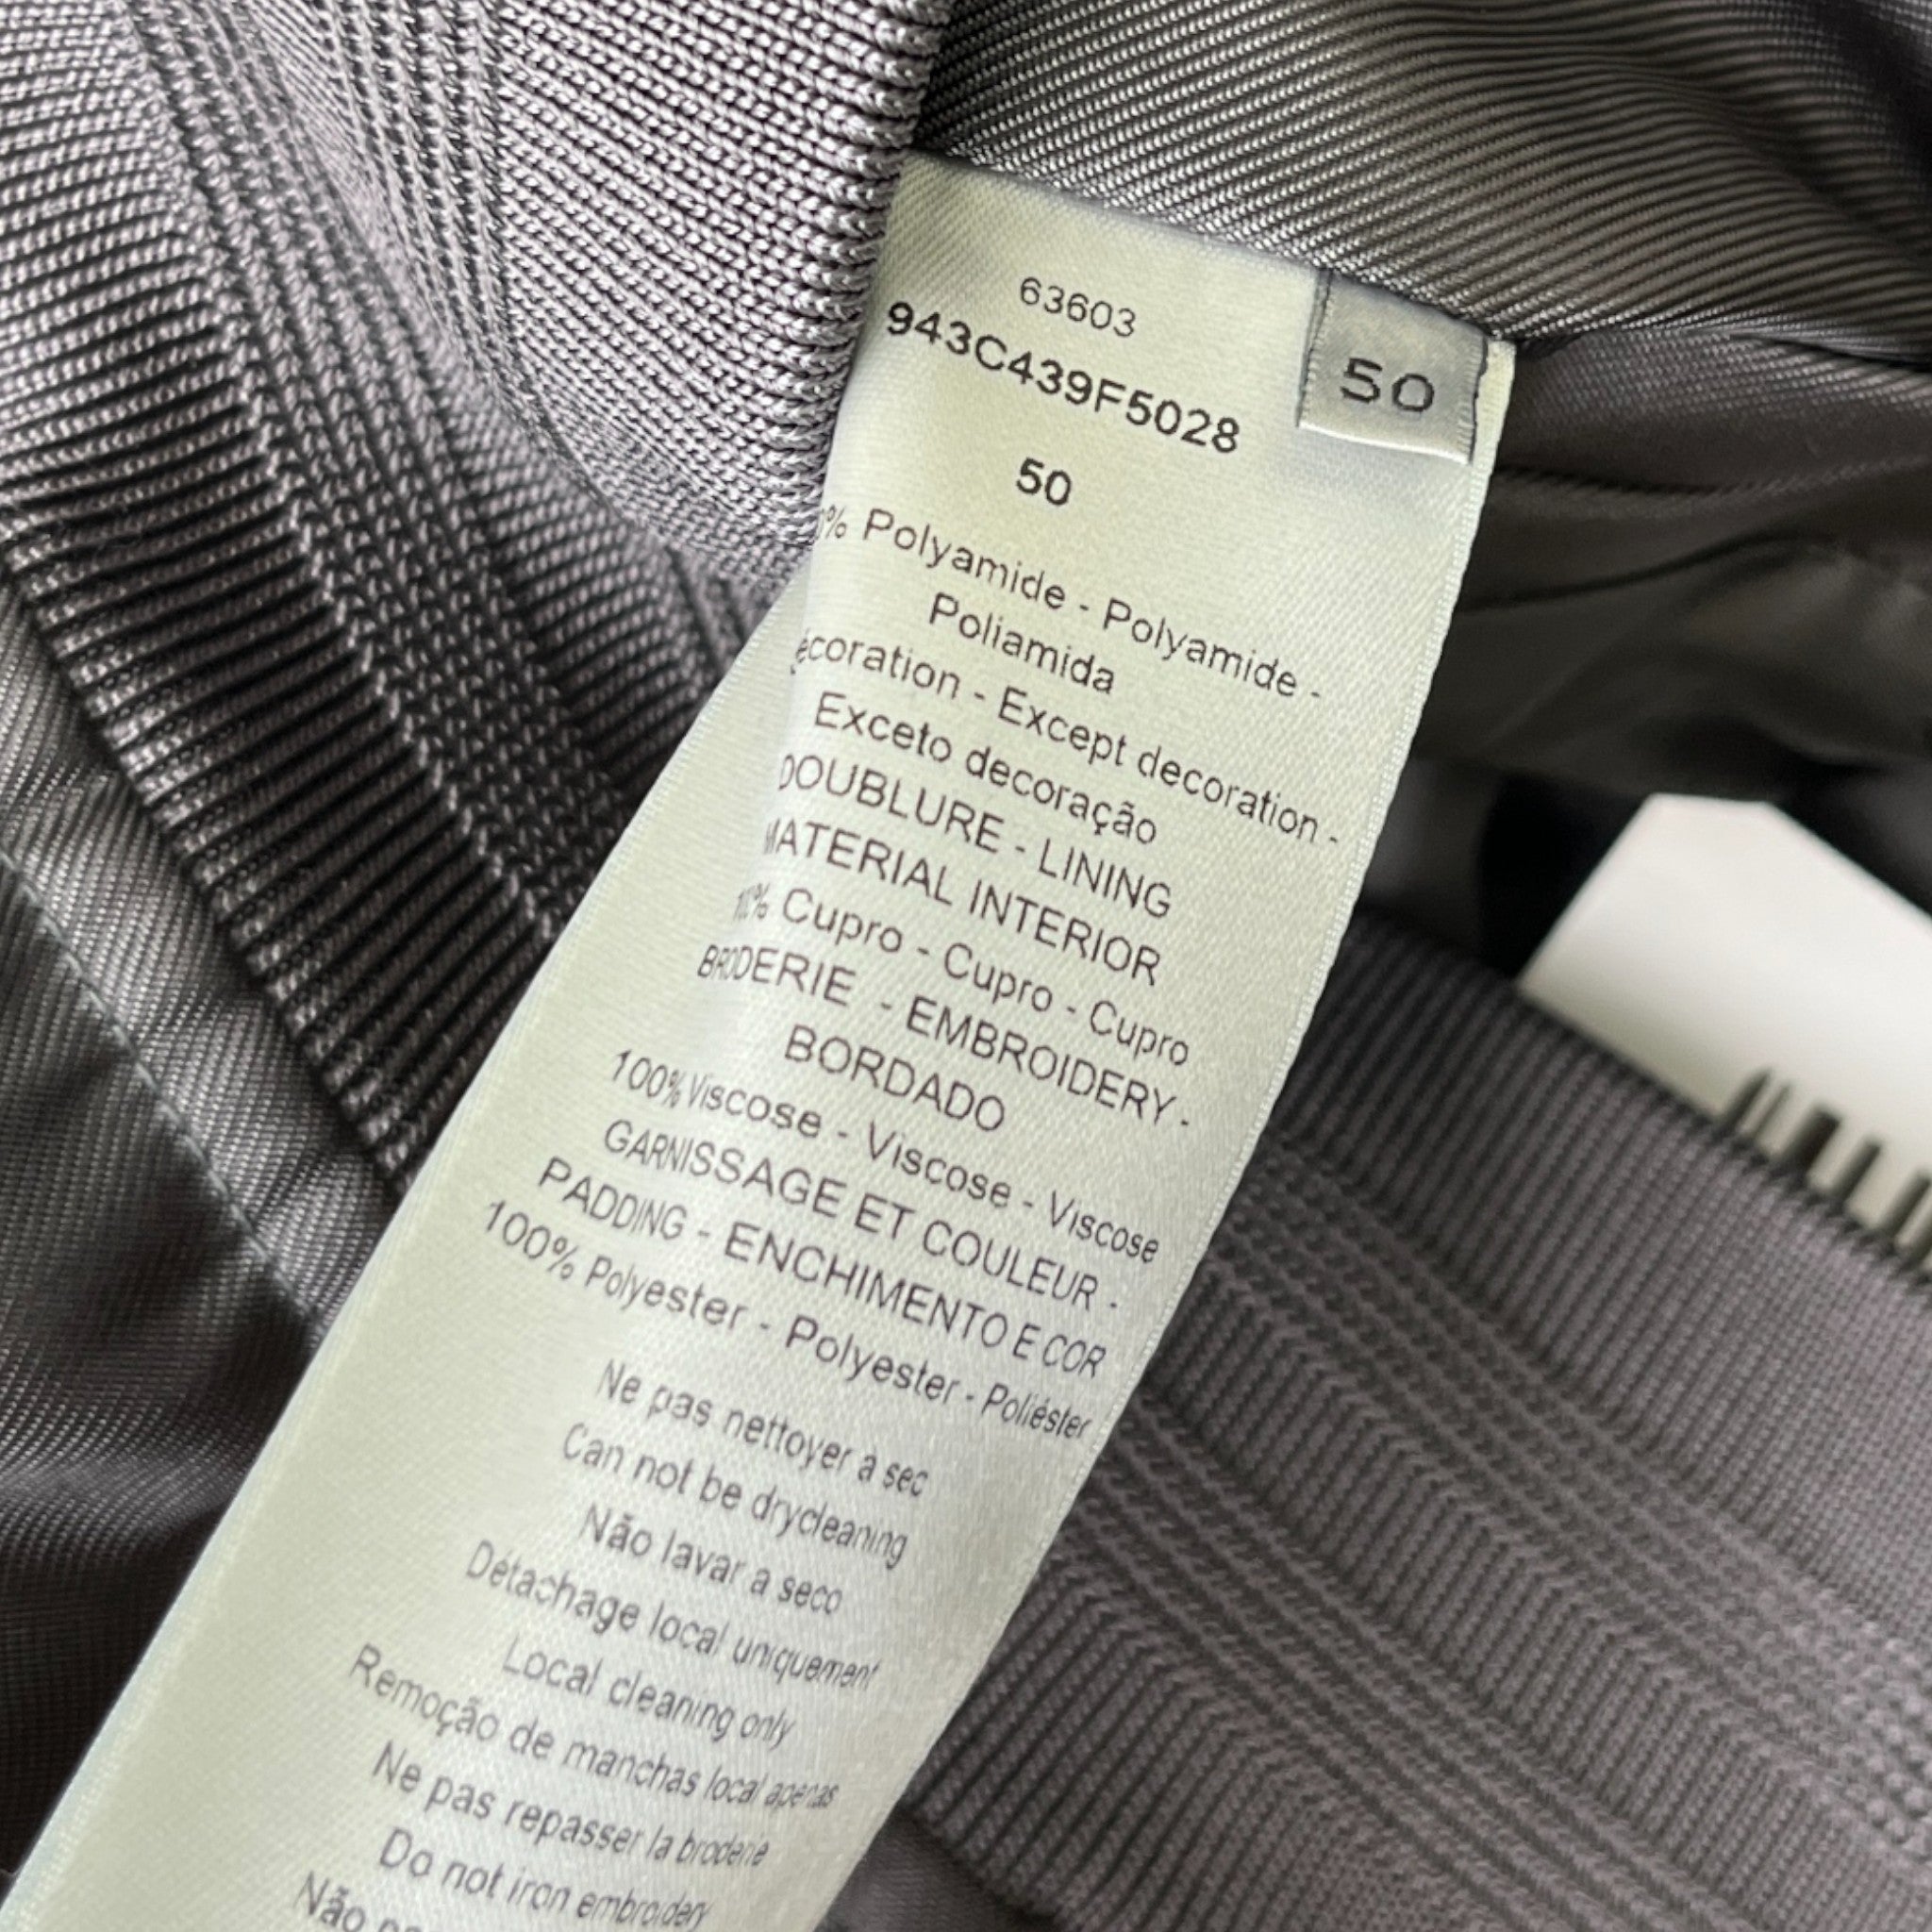 63603
943C439F5028
50
50
% Polyamide - Polyamide -
Poliamida
écoration - Except decoration -
Exceto decoração
DOUBLURE - LINING
MATERIAL INTERIOR
% Cupro - Cupro - Cupro
BRODERIE - EMBROIDERY -
BORDADO
100% Viscose - Viscose - Viscose
GARNISSAGE ET COULEUR -
PADDING - ENCHIMENTO E COR
100% Polyester - Polyester - Poliéster
Ne pas nettoyer a sec
Can not be drycleaning
Não lavar a seco
Détachage local uniquement
Local cleaning only
Remoção de manchas local apenas
Ne pas repasser la broderie
Do not iron embroidery
Não